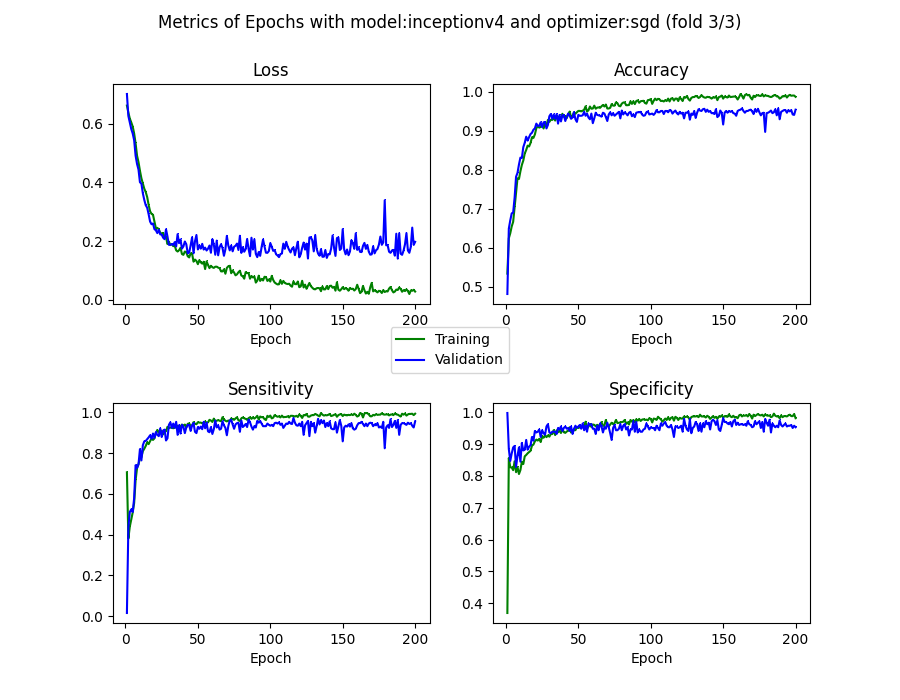 Metrics of Epochs with model:inceptionv4 and optimizer:sgd (fold 3/3)
Loss
0.6
0.4
0.2
0.0
0 50 100 150 200
Epoch
Accuracy
1.0
0.9
0.8
0.7
0.6
0.5
0 50 100 150 200
Epoch
Training
Validation
Sensitivity
1.0
0.8
0.6
0.4
0.2
0.0
0 50 100 150 200
Epoch
Specificity
1.0
0.9
0.8
0.7
0.6
0.5
0.4
0 50 100 150 200
Epoch